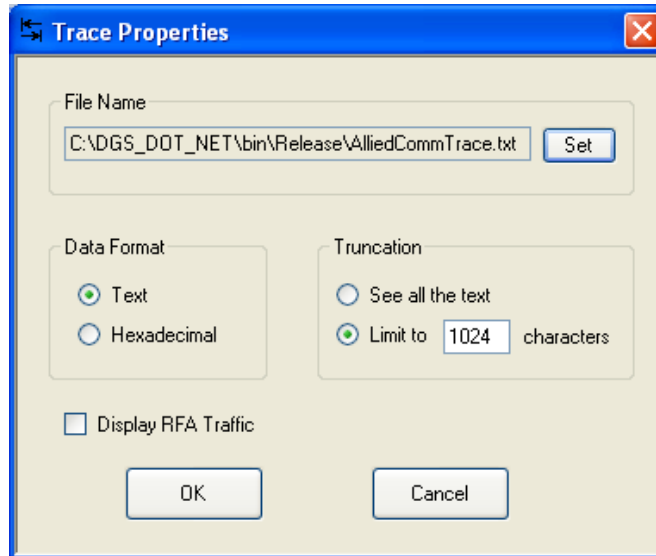 Trace Properties
File Name
C:\DGS_DOT_NET\bin\Release\AlliedCommTrace.txt Set
Data Format Truncation
Text See all the text
Hexadecimal Limit to 1024 characters
Display RFA Traffic
OK Cancel